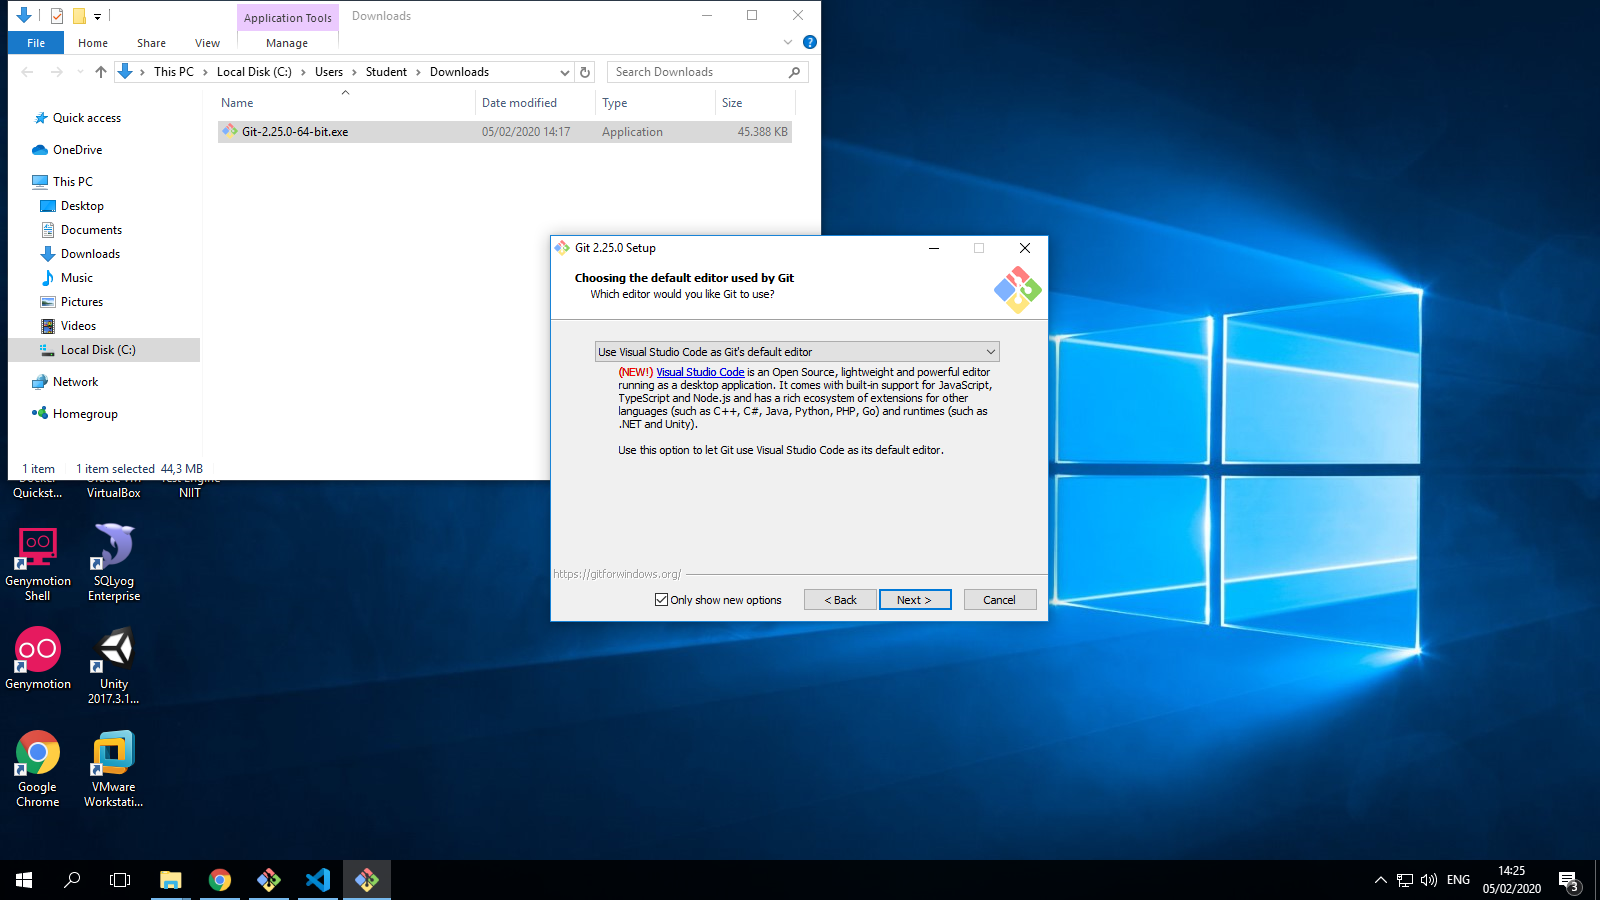 Application Tools
Downloads
File
Home
Share
View
Manage
This PC
Local Disk (C:)
Users
Student
Downloads
Search Downloads
Name
Date modified
Type
Size
Git-2.25.0-64-bit.exe
05/02/2020 14:17
Application
45.388 KB
Quick access
OneDrive
This PC
Desktop
Documents
Downloads
Music
Pictures
Videos
Local Disk (C:)
Network
Homegroup
1 item
1 item selected
44,3 MB
Git 2.25.0 Setup
Choosing the default editor used by Git
Which editor would you like Git to use?
Use Visual Studio Code as Git's default editor
(NEW!) Visual Studio Code is an Open Source, lightweight and powerful editor
running as a desktop application. It comes with built-in support for JavaScript,
TypeScript and Node.js and has a rich ecosystem of extensions for other
languages (such as C++, C#, Java, Python, PHP, Go) and runtimes (such as
.NET and Unity).
Use this option to let Git use Visual Studio Code as its default editor.
https://gitforwindows.org/
Only show new options
< Back
Next >
Cancel
Quickst...
VirtualBox
NIIT
Genymotion
Shell
SQLyog
Enterprise
Genymotion
Unity
2017.3.1...
Google
Chrome
VMware
Workstati...
ENG
14:25
05/02/2020
3